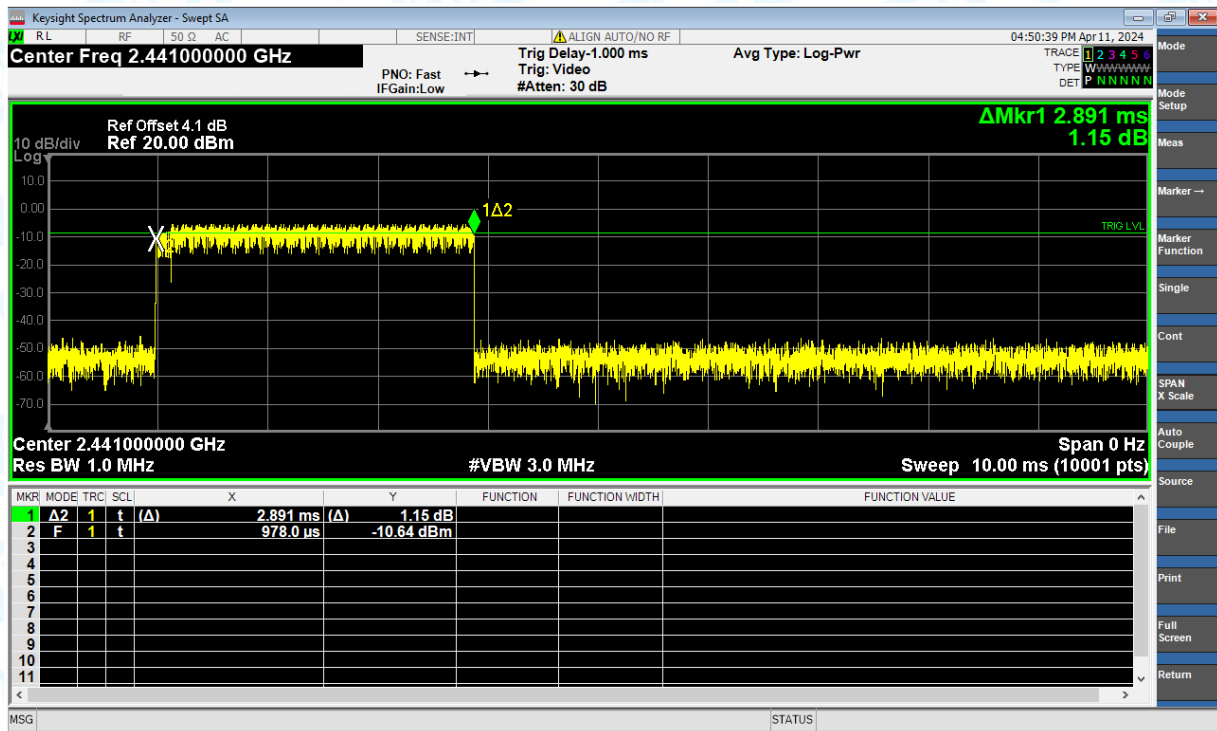 Keysight Spectrum Analyzer - Swept SA
LXI RL RF 50 Ω AC SENSE:INT ALIGN AUTO/NO RF 04:50:39 PM Apr 11, 2024
Center Freq 2.441000000 GHz
Trig Delay-1.000 ms
Avg Type: Log-Pwr
TRACE 1 2 3 4 5 6
PNO: Fast
Trig: Video
TYPE WWWWWW
IFGain:Low
#Atten: 30 dB
DET P N N N N N
ΔMkr1 2.891 ms
1.15 dB
Ref Offset 4.1 dB
10 dB/div Ref 20.00 dBm
Log
10.0
0.00
-10.0
-20.0
-30.0
-40.0
-50.0
-60.0
-70.0
1Δ2
TRIG LVL
Center 2.441000000 GHz Span 0 Hz
Res BW 1.0 MHz #VBW 3.0 MHz Sweep 10.00 ms (10001 pts)
MKR MODE TRC SCL X Y FUNCTION FUNCTION WIDTH FUNCTION VALUE
1 Δ2 1 t (Δ) 2.891 ms (Δ) 1.15 dB
2 F 1 t 978.0 µs -10.64 dBm
3
4
5
6
7
8
9
10
11
MSG STATUS
Mode
Mode
Setup
Meas
Marker →
Marker
Function
Single
Cont
SPAN
X Scale
Auto
Couple
Source
File
Print
Full
Screen
Return